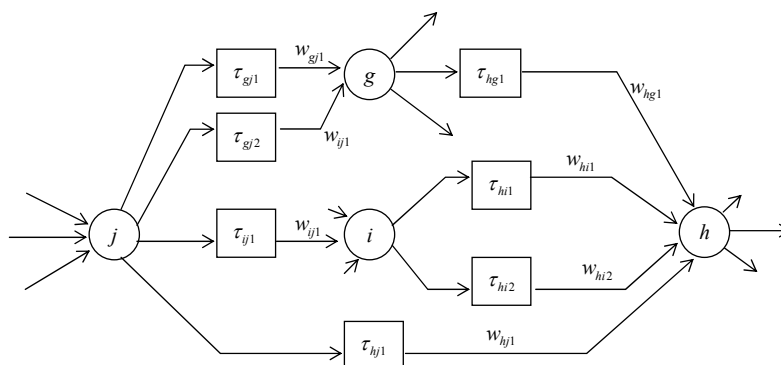 τgj1 wgj1 g τhg1 whg1
τgj2 wij1
j τij1 wij1 i τhi1 whi1 h
τhi2 whi2
τhj1 whj1